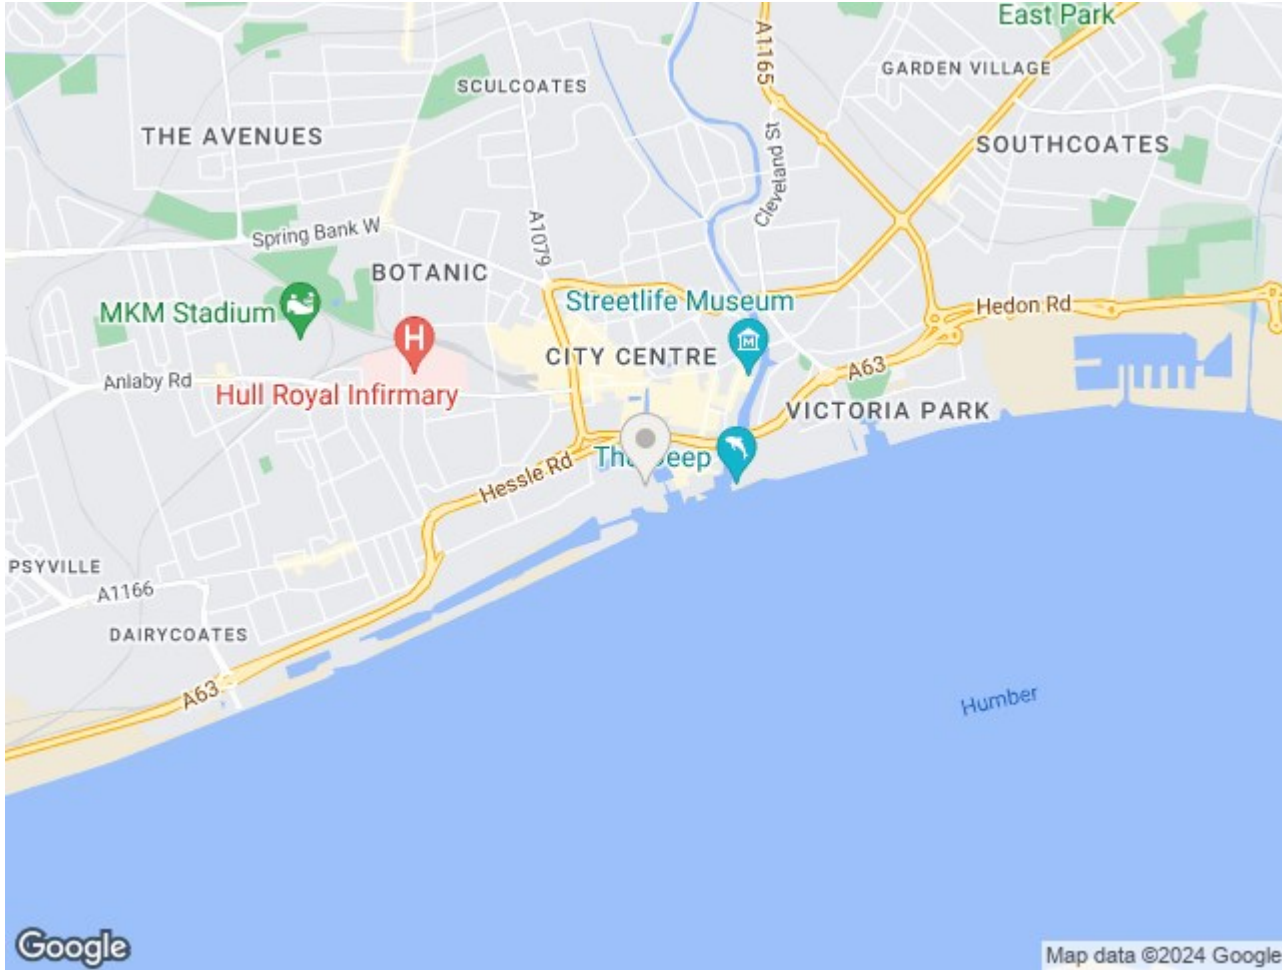 East Park
A1165
GARDEN VILLAGE
SCULCOATES
THE AVENUES
SOUTHCOATES
Cleveland St
A1079
Spring Bank W
BOTANIC
Streetlife Museum
Hedon Rd
MKM Stadium
H
M
CITY CENTRE
A63
Anlaby Rd
Hull Royal Infirmary
VICTORIA PARK
Hessle Rd
PSYVILLE
A1166
DAIRYCOATES
A63
Humber
Google
Map data ©2024 Google